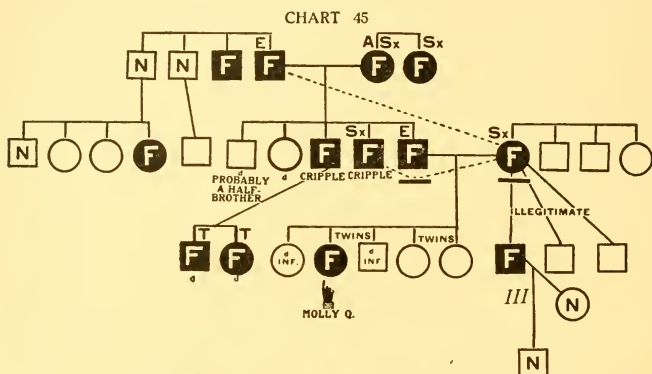 CHART 45
E A Sx Sx
N N F F F F
Sx E Sx
N F F F F F
d d
PROBABLY
A HALF-
BROTHER
CRIPPLE CRIPPLE
ILLEGITIMATE
T T TWINS TWINS
F F d INF. F d INF F
d d
III N
MOLLY Q.
N